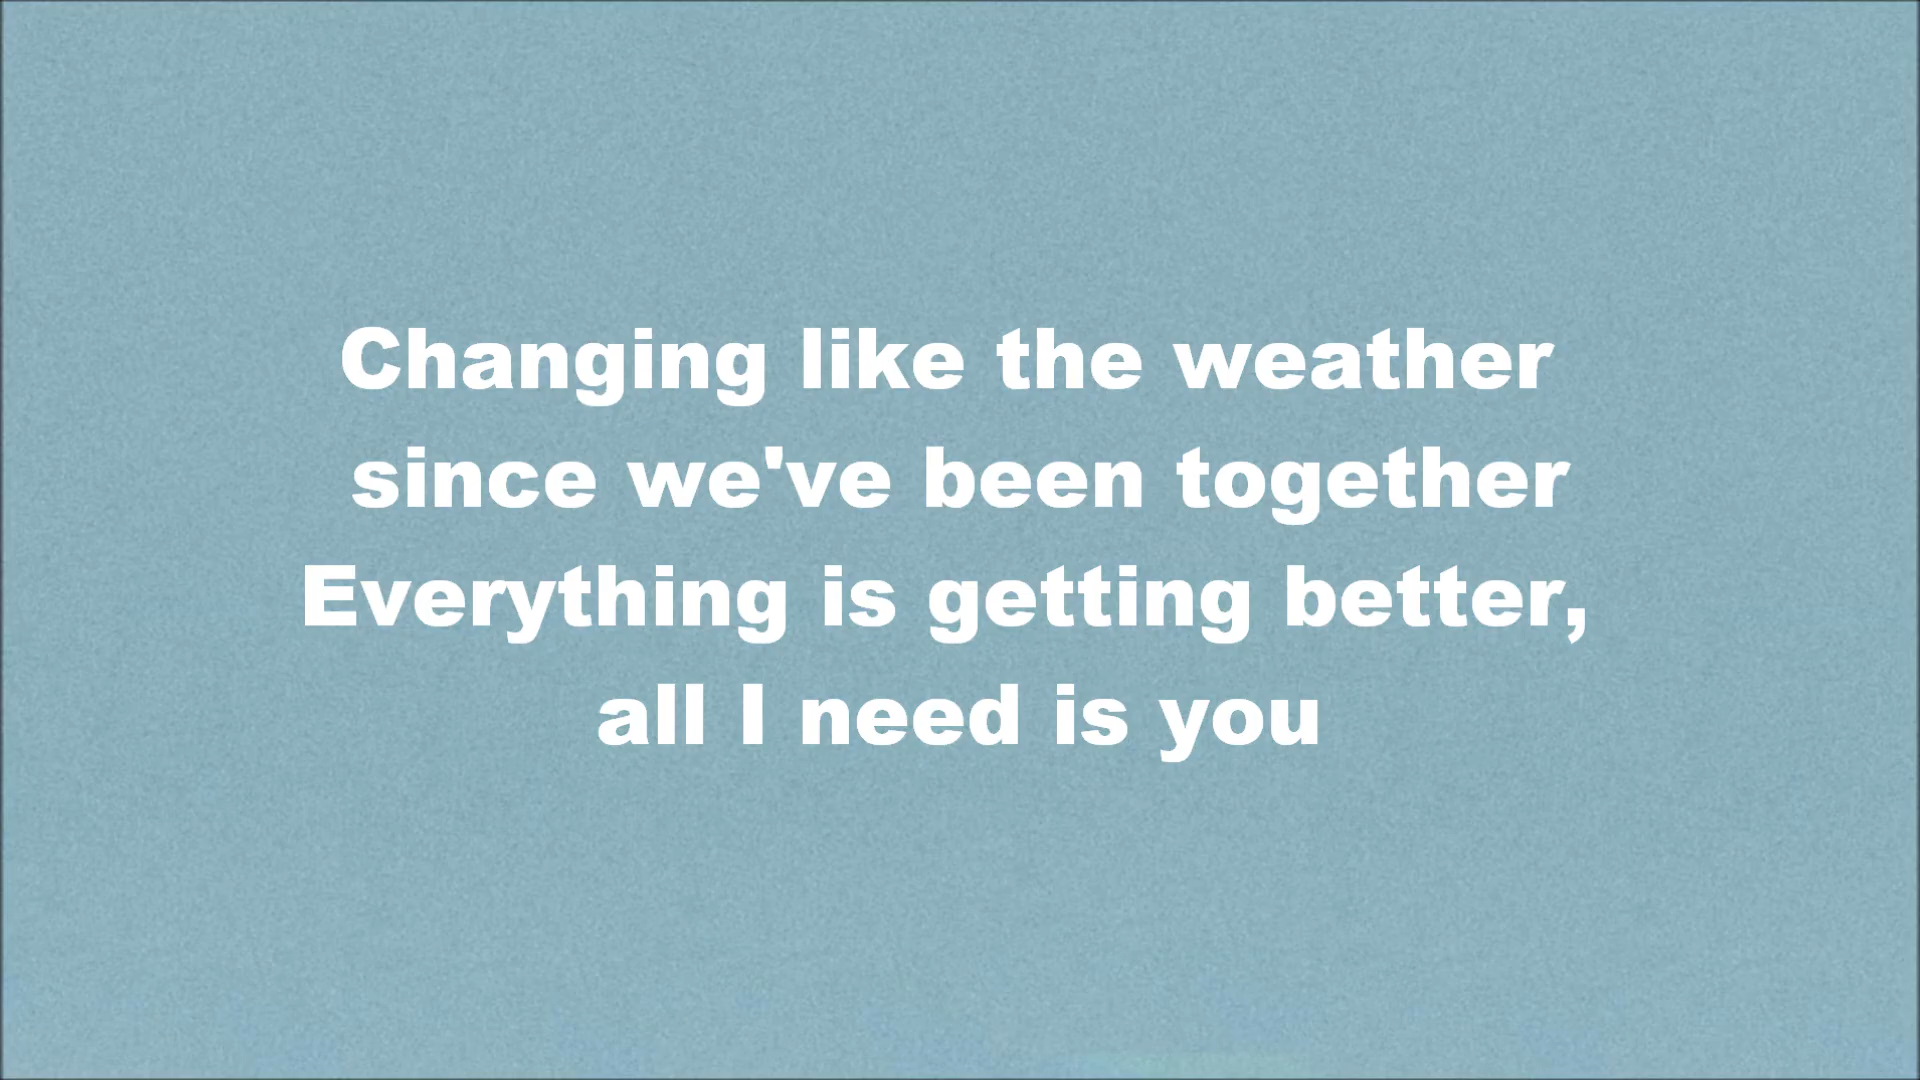 Changing like the weather
since we've been together
Everything is getting better,
all I need is you